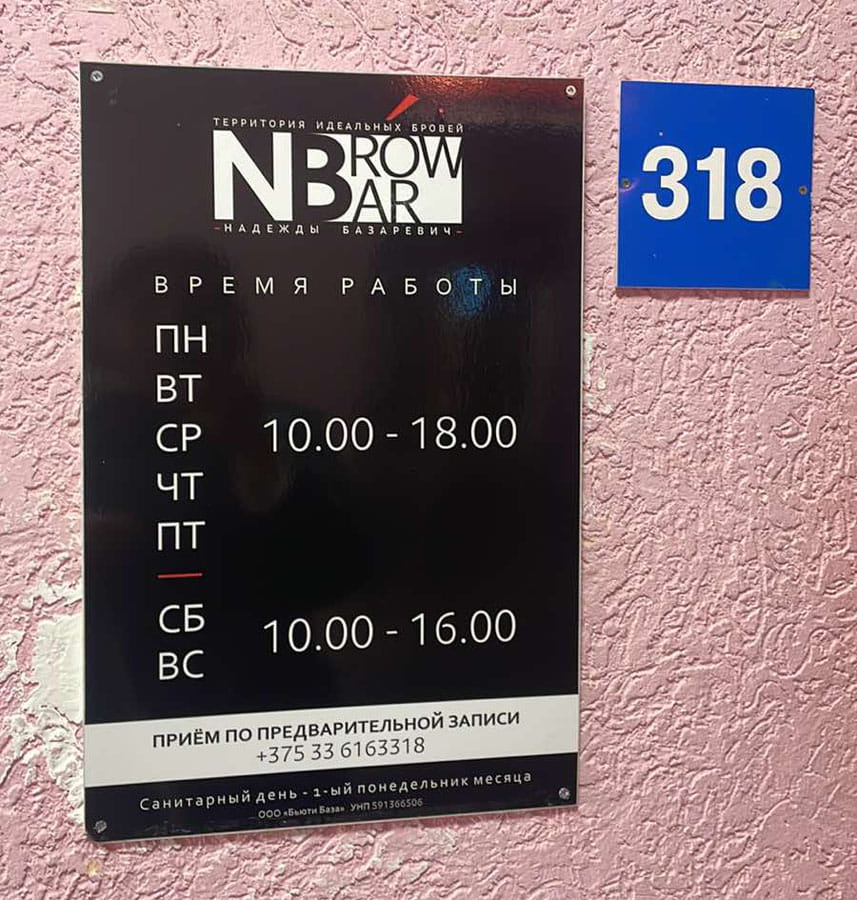 ТЕРРИТОРИЯ ИДЕАЛЬНЫХ БРОВЕЙ
NBROW
BAR
-НАДЕЖДЫ БАЗАРЕВИЧ-
ВРЕМЯ РАБОТЫ
ПН
ВТ
СР 10.00 - 18.00
ЧТ
ПТ
СБ 10.00 - 16.00
ВС
ПРИЁМ ПО ПРЕДВАРИТЕЛЬНОЙ ЗАПИСИ
+375 33 6163318
Санитарный день - 1-ый понедельник месяца
ООО «Бьюти База». УНП 591366506
318